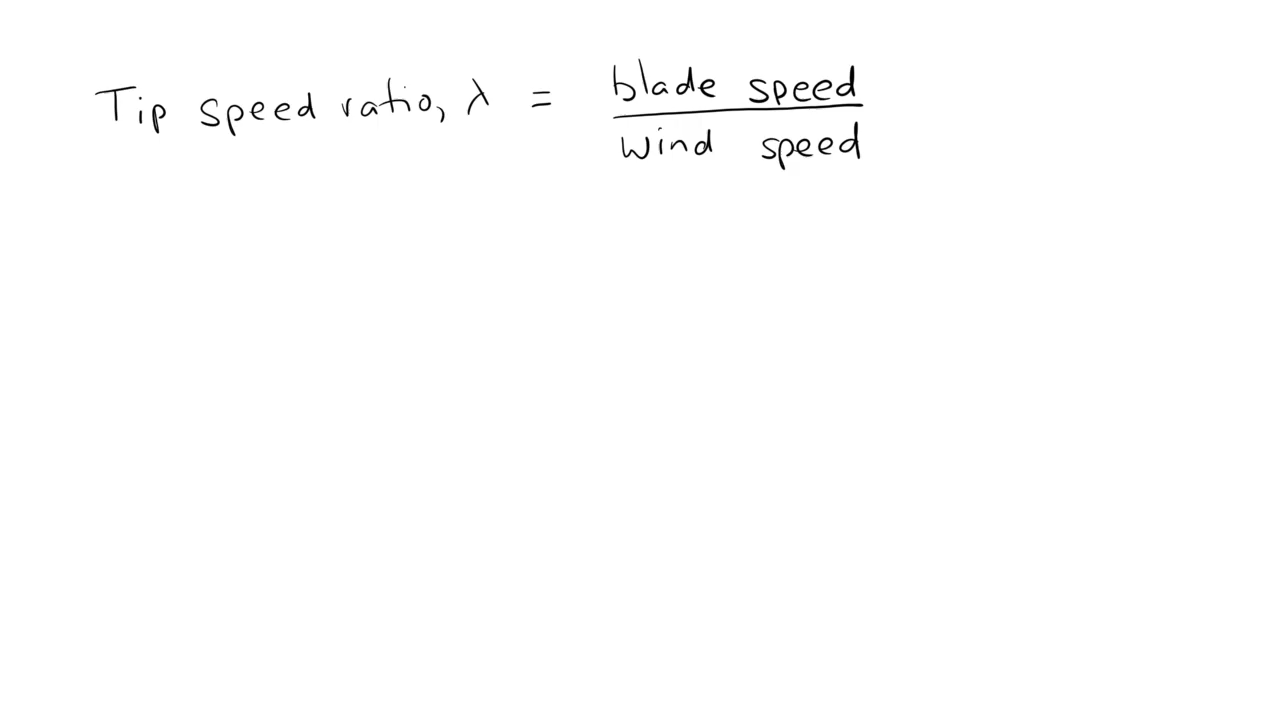 Tip speed ratio, λ = blade speed
wind speed